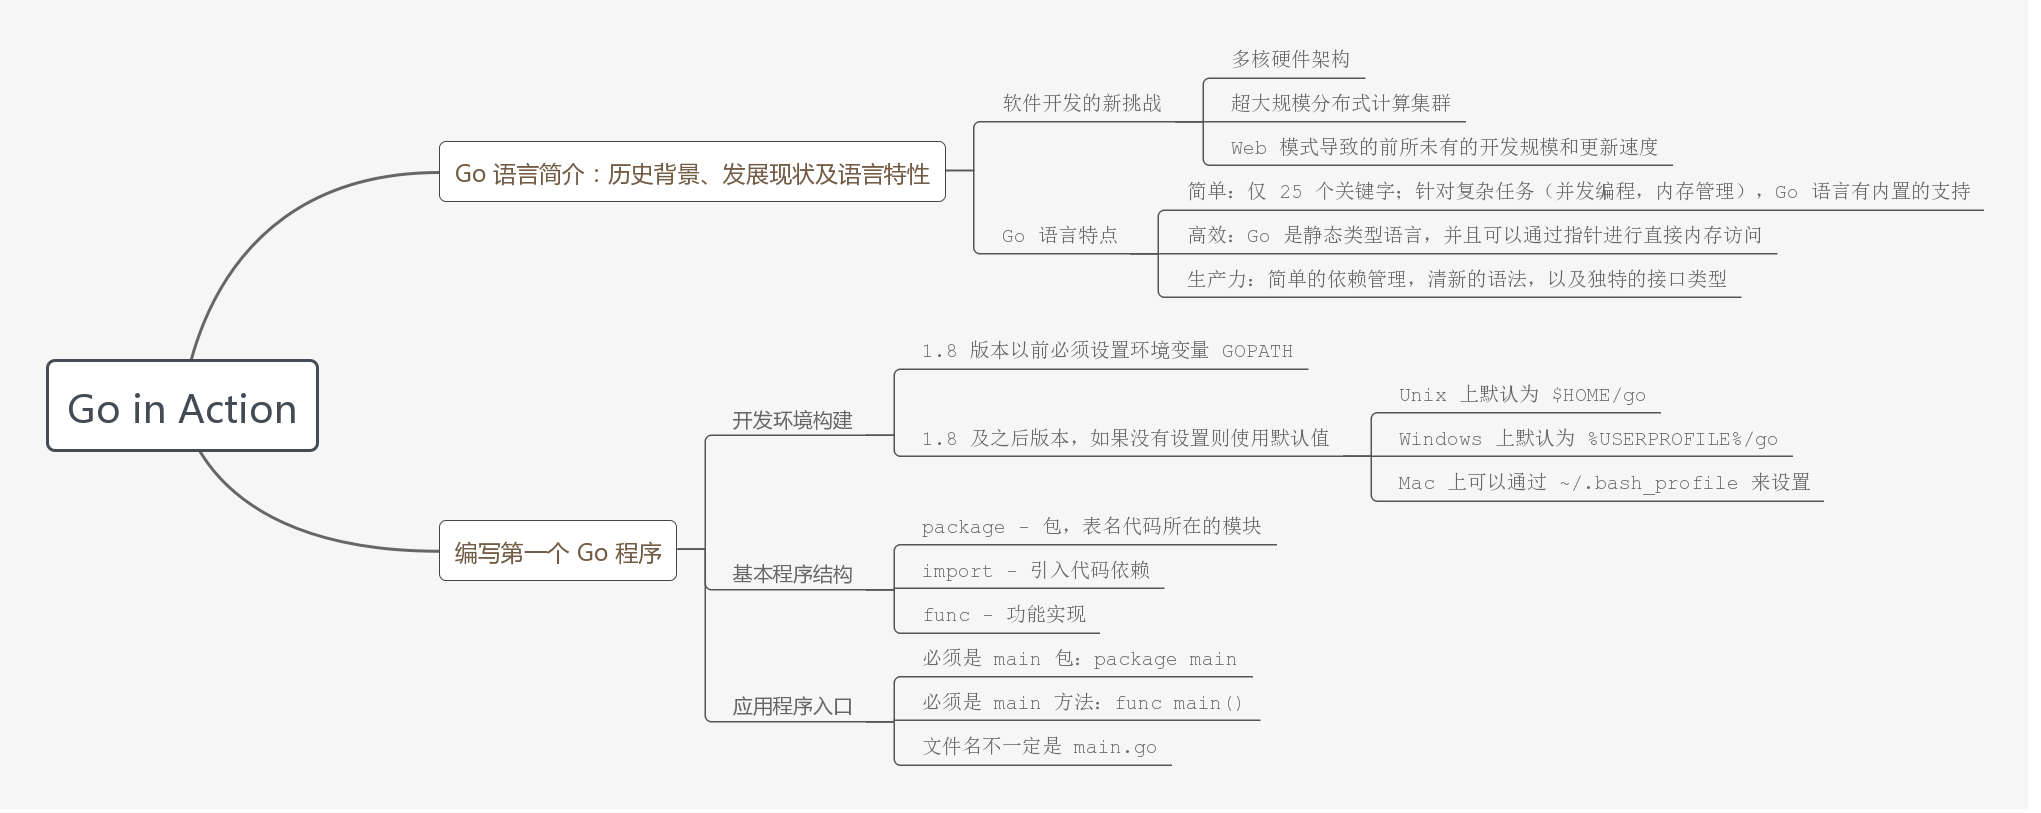 Go in Action
Go 语言简介：历史背景、发展现状及语言特性
软件开发的新挑战
多核硬件架构
超大规模分布式计算集群
Web 模式导致的前所未有的开发规模和更新速度
Go 语言特点
简单：仅 25 个关键字；针对复杂任务（并发编程，内存管理），Go 语言有内置的支持
高效：Go 是静态类型语言，并且可以通过指针进行直接内存访问
生产力：简单的依赖管理，清新的语法，以及独特的接口类型
编写第一个 Go 程序
开发环境构建
1.8 版本以前必须设置环境变量 GOPATH
1.8 及之后版本，如果没有设置则使用默认值
Unix 上默认为 $HOME/go
Windows 上默认为 %USERPROFILE%/go
Mac 上可以通过 ~/.bash_profile 来设置
基本程序结构
package - 包，表名代码所在的模块
import - 引入代码依赖
func - 功能实现
应用程序入口
必须是 main 包：package main
必须是 main 方法：func main()
文件名不一定是 main.go